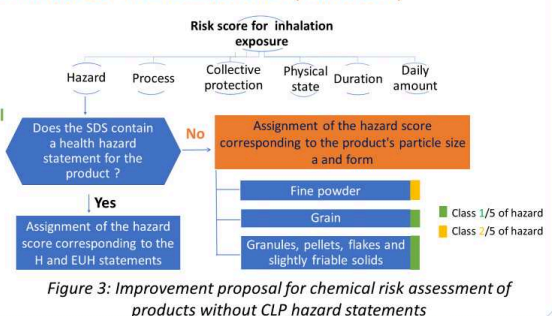 Risk score for inhalation
exposure
Hazard
Process
Collective
protection
Physical
state
Duration
Daily
amount
Does the SDS contain
a health hazard
statement for the
product ?
No
Assignment of the hazard score
corresponding to the product's particle size
a and form
Yes
Fine powder
Assignment of the hazard
score corresponding to the
H and EUH statements
Grain
Granules, pellets, flakes and
slightly friable solids
Class 1/5 of hazard
Class 2/5 of hazard
Figure 3: Improvement proposal for chemical risk assessment of
products without CLP hazard statements